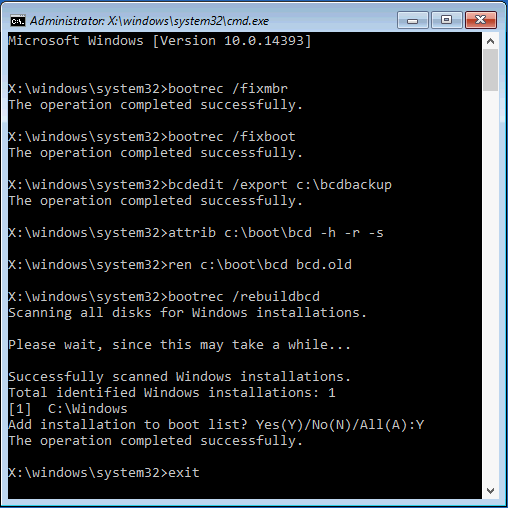 Administrator: X:\windows\system32\cmd.exe
Microsoft Windows [Version 10.0.14393]
X:\windows\system32>bootrec /fixmbr
The operation completed successfully.
X:\windows\system32>bootrec /fixboot
The operation completed successfully.
X:\windows\system32>bcdedit /export c:\bcdbackup
The operation completed successfully.
X:\windows\system32>attrib c:\boot\bcd -h -r -s
X:\windows\system32>ren c:\boot\bcd bcd.old
X:\windows\system32>bootrec /rebuildbcd
Scanning all disks for Windows installations.
Please wait, since this may take a while...
Successfully scanned Windows installations.
Total identified Windows installations: 1
[1]  C:\Windows
Add installation to boot list? Yes(Y)/No(N)/All(A):Y
The operation completed successfully.
X:\windows\system32>exit